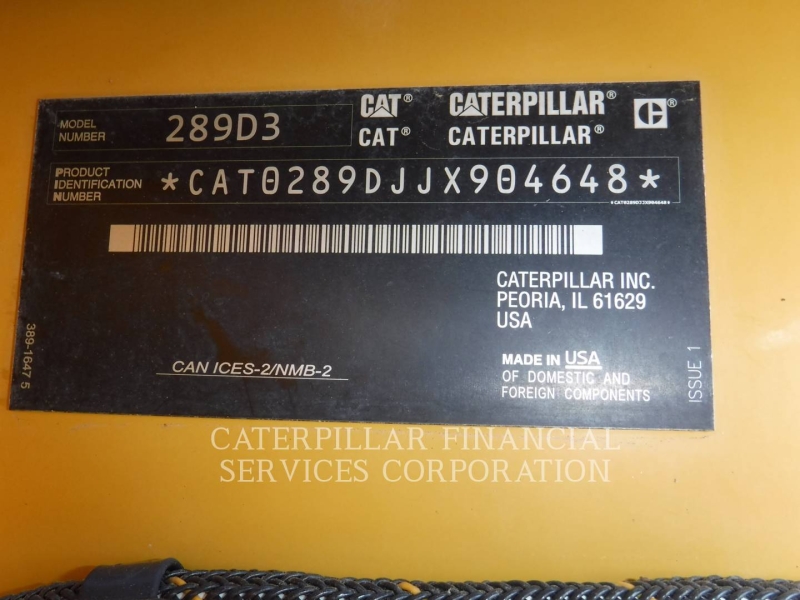 MODEL
NUMBER
289D3
CAT® CATERPILLAR® C®
CAT® CATERPILLAR®
PRODUCT
IDENTIFICATION
NUMBER
*CAT0289DJJX904648*
*CAT0289DJJX904648*
CATERPILLAR INC.
PEORIA, IL 61629
USA
389-1647 5
CAN ICES-2/NMB-2
MADE IN USA
OF DOMESTIC AND
FOREIGN COMPONENTS
ISSUE 1
CATERPILLAR FINANCIAL
SERVICES CORPORATION